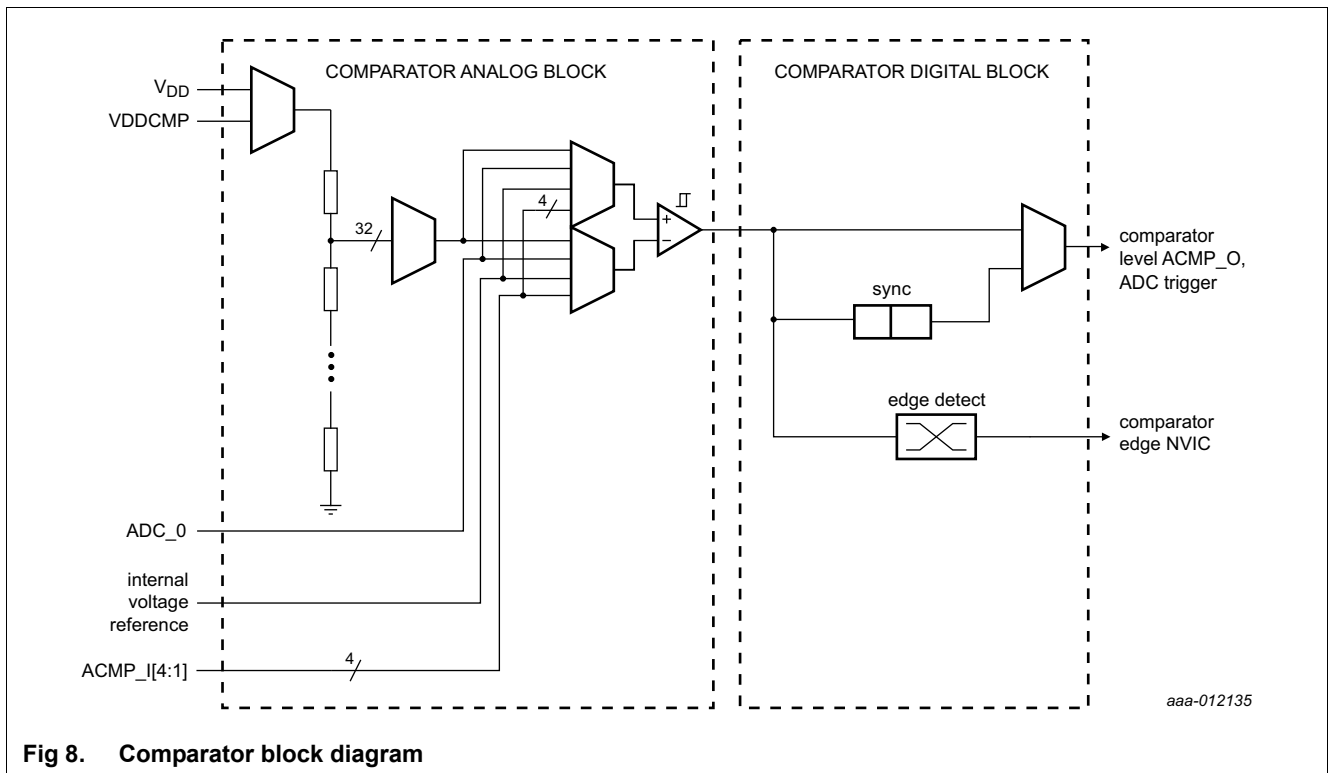 COMPARATOR ANALOG BLOCK
COMPARATOR DIGITAL BLOCK
VDD
VDDCMP
32
4
comparator
level ACMP_O,
ADC trigger
sync
edge detect
comparator
edge NVIC
ADC_0
internal
voltage
reference
ACMP_I[4:1]
4
+
−
aaa-012135
Fig 8. Comparator block diagram